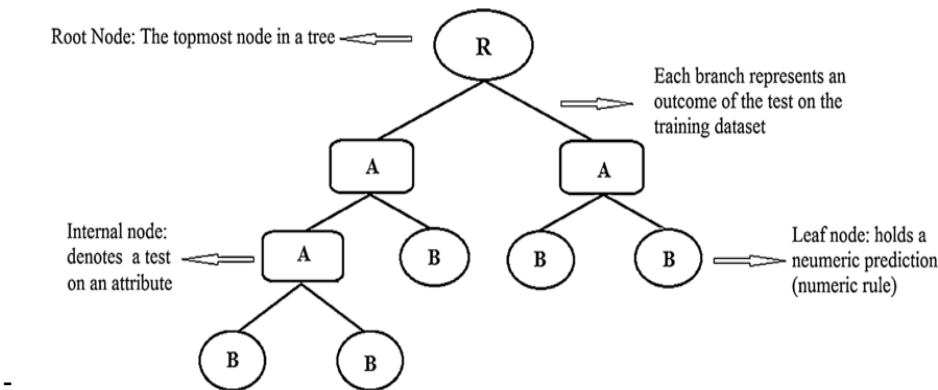 Root Node: The topmost node in a tree
R
Each branch represents an
outcome of the test on the
training dataset
A
A
Internal node:
denotes a test
on an attribute
A
B
B
B
Leaf node: holds a
neumeric prediction
(numeric rule)
B
B
-